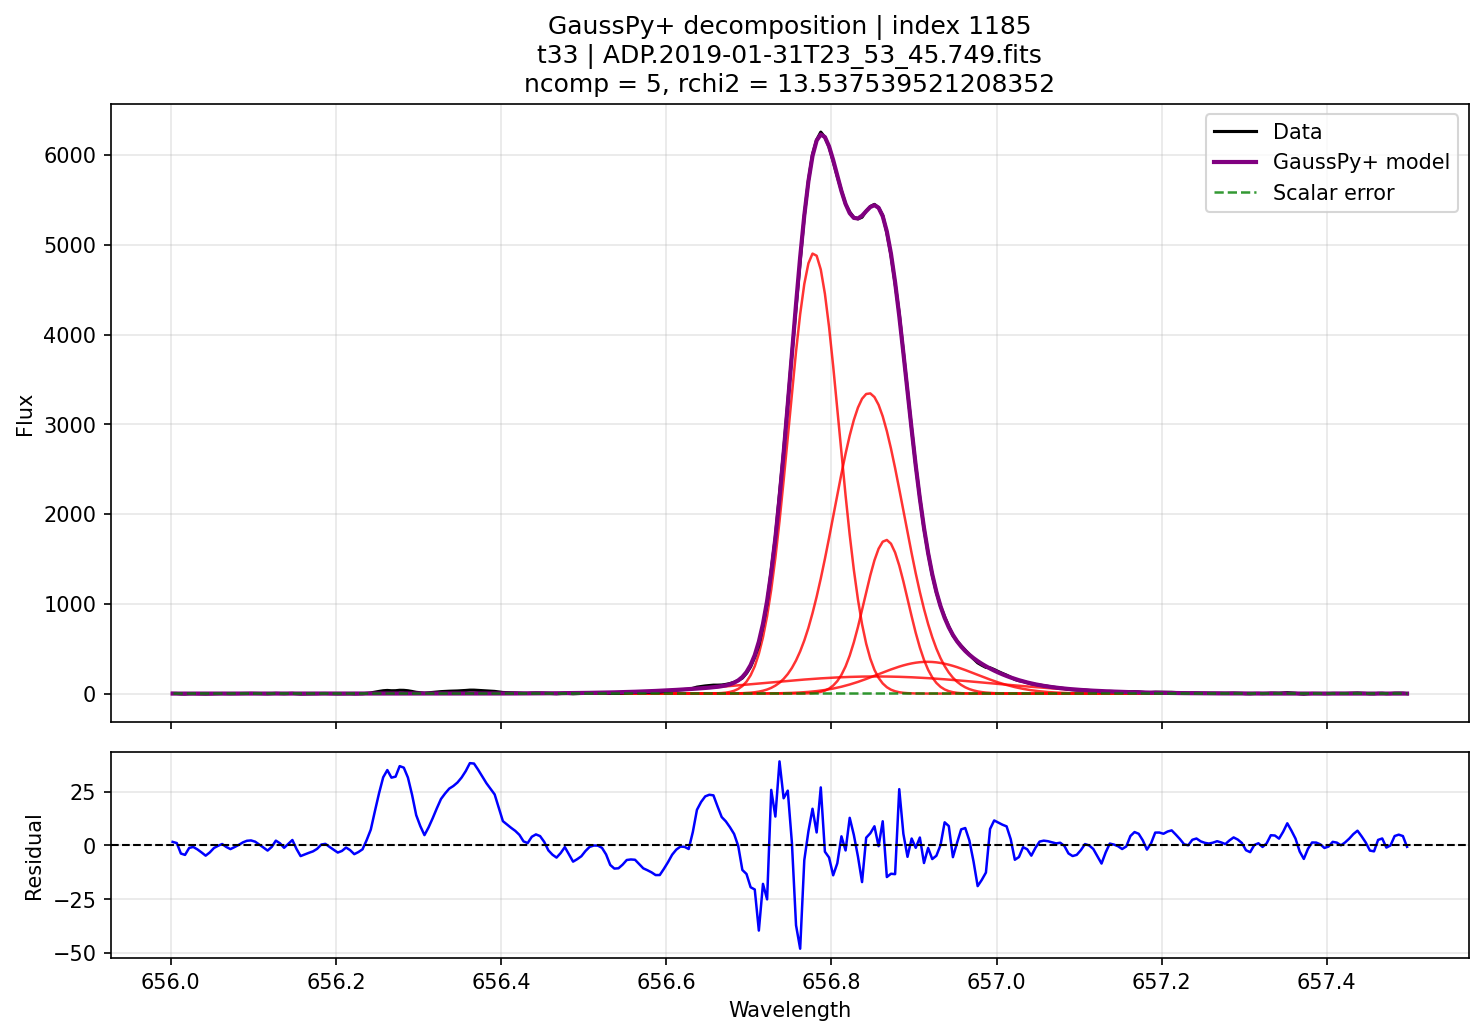 GaussPy+ decomposition | index 1185
t33 | ADP.2019-01-31T23_53_45.749.fits
ncomp = 5, rchi2 = 13.537539521208352
Data
GaussPy+ model
Scalar error
Flux
6000
5000
4000
3000
2000
1000
0
Residual
25
0
−25
−50
656.0 656.2 656.4 656.6 656.8 657.0 657.2 657.4
Wavelength